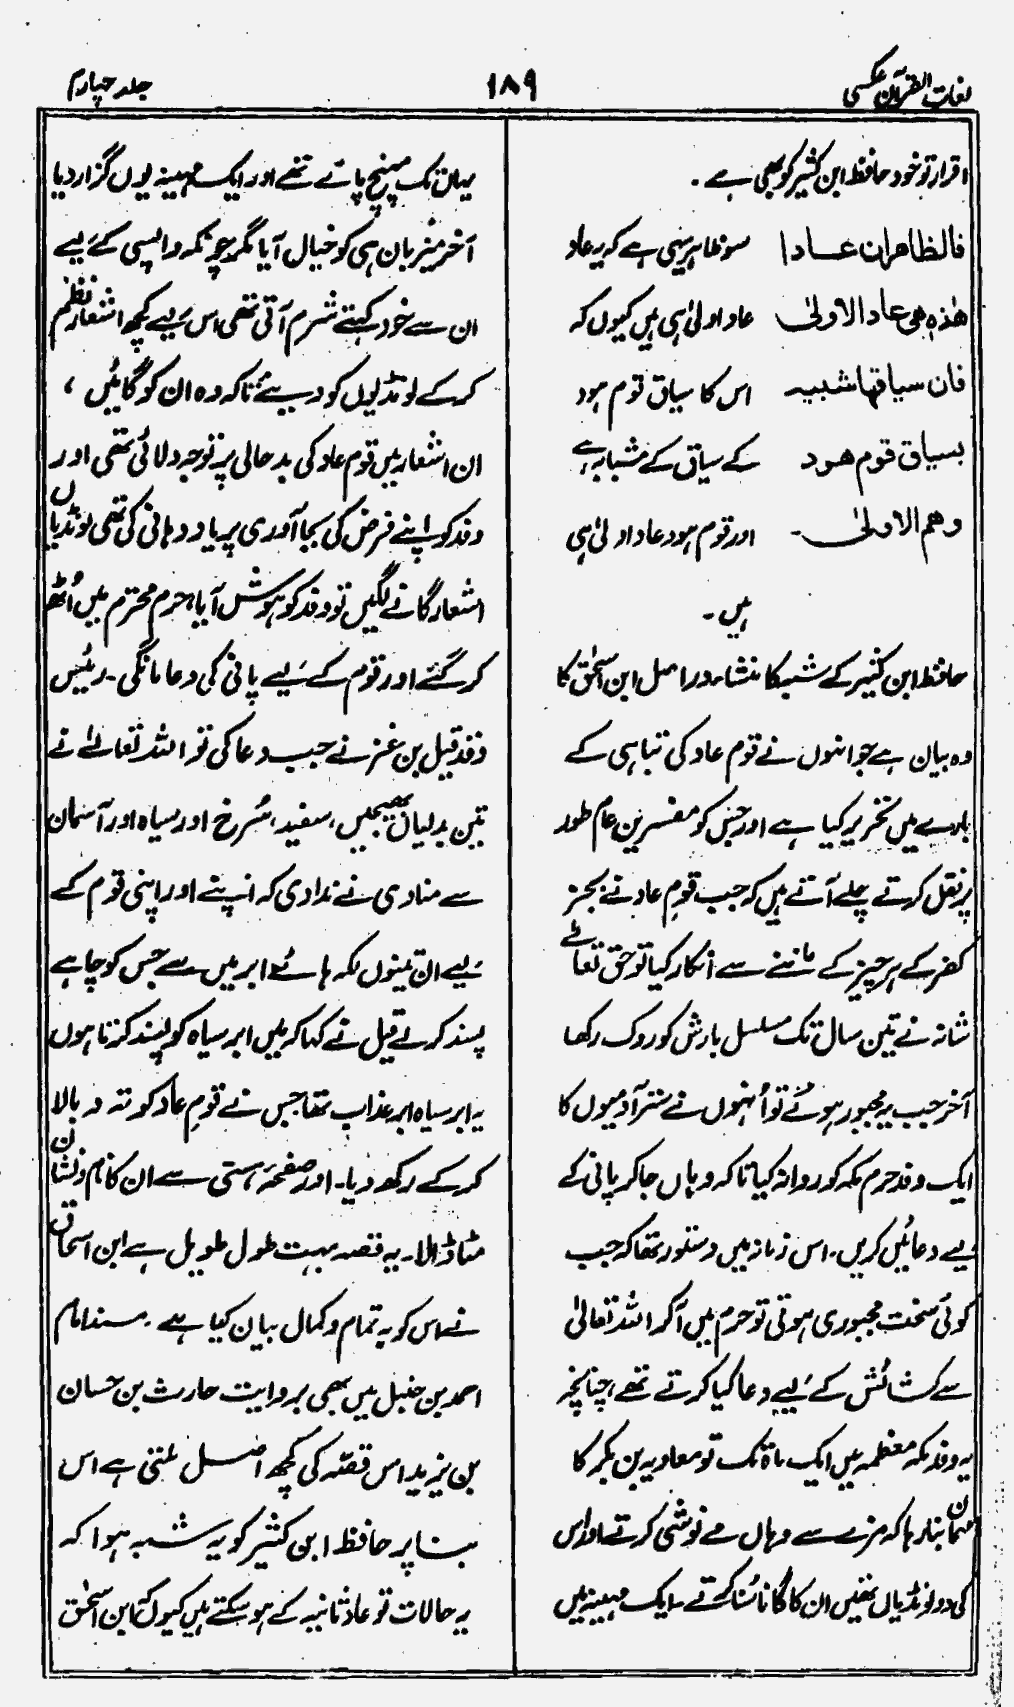 لغات القرآن عکسی
۱۸۹
جلد چہارم
اقرار تو خود حافظ ابن کثیر کو بھی ہے ۔
فالظاھران عادا سو ظاہر یہی ہے کہ یہ عاد
ھٰذہ ھی عاد الاولیٰ عاد اولیٰ ہی ہیں کیوں کہ
فان سیاقھا شبیہ اس کا سیاق قوم ہود
بسیاق قوم ھود کے سیاق کے مشابہ ہے
وھم الاولیٰ ۔ اور قوم ہود عاد اولیٰ ہی
ہیں ۔
حافظ ابن کثیر کے شبہ کا منشاء دراصل ابن اسحٰق کا
وہ بیان ہے جو انہوں نے قوم عاد کی تباہی کے
بارے میں تحریر کیا ہے اور جس کو مفسرین عام طور
پر نقل کرتے چلے آتے ہیں کہ جب قومِ عاد نے بجز
کفر کے ہر چیز کے ماننے سے انکار کیا تو حق تعالےٰ
شانہ نے تین سال تک مسلسل بارش کو روک رکھا
آخر جب یہ مجبور ہوئے تو اُنہوں نے ستر آدمیوں کا
ایک وفد حرم مکہ کو روانہ کیا تاکہ وہاں جا کر پانی کے
لیے دعائیں کریں ۔ اس زمانہ میں دستور تھا کہ جب
کوئی سخت مجبوری ہوتی تو حرم میں آکر اللہ تعالیٰ
سے کشائش کے لیے دعا کیا کرتے تھے ، چنانچہ
یہ وفد مکہ معظمہ میں ایک ماہ تک تو معاویہ بن بکر کا
مہمان بنا رہا کہ مزے سے وہاں مے نوشی کرتے اور اس
کی دو لونڈیاں تھیں ان کا گانا سُنا کرتے ۔ ایک مہینہ میں
یہاں تک پہنچ پائے تھے اور ایک مہینہ یوں گزار دیا
آخر میزبان ہی کو خیال آیا مگر چونکہ واپسی کے لیے
ان سے خود کہتے شرم آتی تھی اس لیے کچھ اشعار نظم
کر کے لونڈیوں کو دیئے تاکہ وہ ان کو گائیں ،
ان اشعار میں قوم عاد کی بدحالی پر توجہ دلائی تھی اور
وفد کو اپنے فرض کی بجا آوری پر یاد دہانی کی تھی لونڈیاں
اشعار گانے لگیں تو وفد کو ہوش آیا ، حرم محترم میں اُٹھ
کر گئے اور قوم کے لیے پانی کی دعا مانگی ۔ رئیس
وفد قیل بن غز نے جب دعا کی تو اللہ تعالےٰ نے
تین بدلیاں بھیجیں ، سفید ، سُرخ اور سیاہ اور آسمان
سے منادی نے ندا دی کہ اپنے اور اپنی قوم کے
لیے ان تینوں ٹکڑہائے ابر میں سے جس کو چاہے
پسند کر لے قیل نے کہا کہ میں ابر سیاہ کو پسند کرتا ہوں
یہ ابر سیاہ ابر عذاب تھا جس نے قومِ عاد کو تہ و بالا
کر کے رکھ دیا ۔ اور صفحہ ہستی سے ان کا نام و نشان
مٹا ڈالا ۔ یہ قصہ بہت طول طویل ہے ابن اسحاق
نے اس کو بہ تمام و کمال بیان کیا ہے ۔ مسند امام
احمد بن حنبل میں بھی بروایت حارث بن حسان
بن یزید اس قصّہ کی کچھ اصل ملتی ہے اس
بنا پر حافظ ابن کثیر کو یہ شبہ ہوا کہ
یہ حالات تو عاد ثانیہ کے ہو سکتے ہیں کیوں کہ ابن اسحٰق